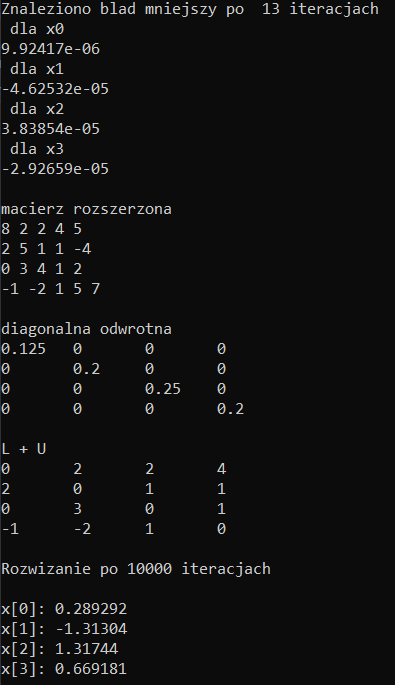 Znaleziono blad mniejszy po  13 iteracjach
 dla x0
9.92417e-06
 dla x1
-4.62532e-05
 dla x2
3.83854e-05
 dla x3
-2.92659e-05

macierz rozszerzona
8 2 2 4 5
2 5 1 1 -4
0 3 4 1 2
-1 -2 1 5 7

diagonalna odwrotna
0.125   0       0       0
0       0.2     0       0
0       0       0.25    0
0       0       0       0.2

L + U
0       2       2       4
2       0       1       1
0       3       0       1
-1      -2      1       0

Rozwizanie po 10000 iteracjach

x[0]: 0.289292
x[1]: -1.31304
x[2]: 1.31744
x[3]: 0.669181